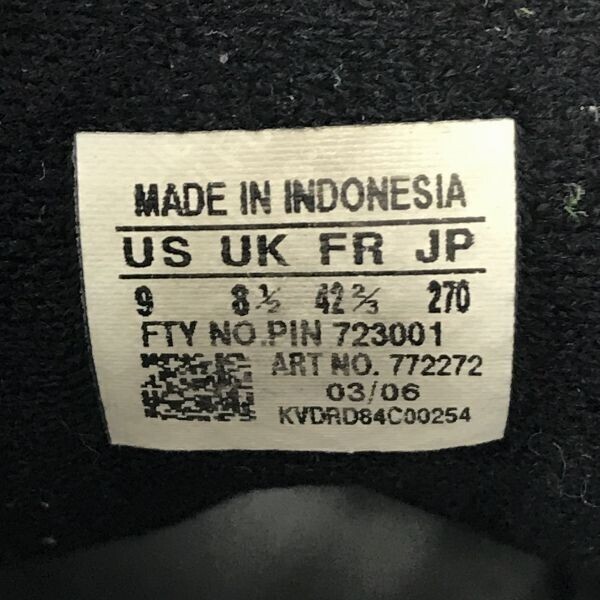 MADE IN INDONESIA
US UK FR JP
9 8½ 42⅔ 270
FTY NO.PIN 723001
ART NO. 772272
03/06
KVDRD84C00254